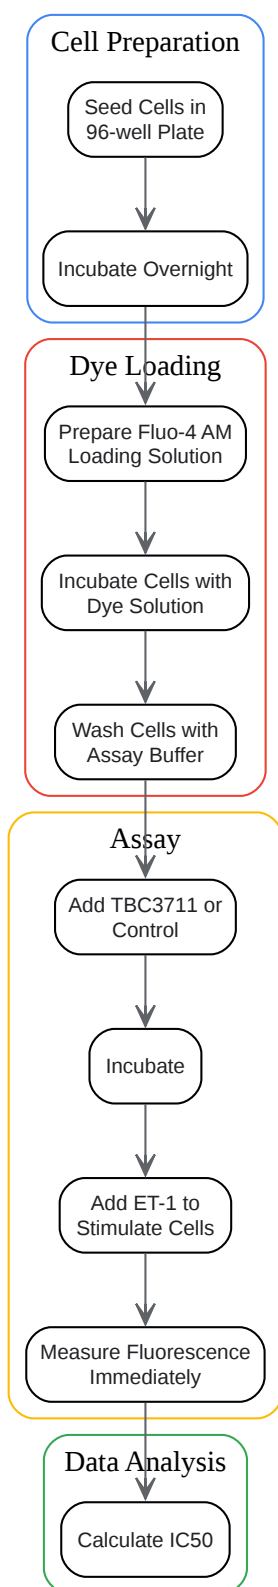 Cell Preparation
Seed Cells in
96-well Plate
Incubate Overnight
Dye Loading
Prepare Fluo-4 AM
Loading Solution
Incubate Cells with
Dye Solution
Wash Cells with
Assay Buffer
Assay
Add TBC3711 or
Control
Incubate
Add ET-1 to
Stimulate Cells
Measure Fluorescence
Immediately
Data Analysis
Calculate IC50